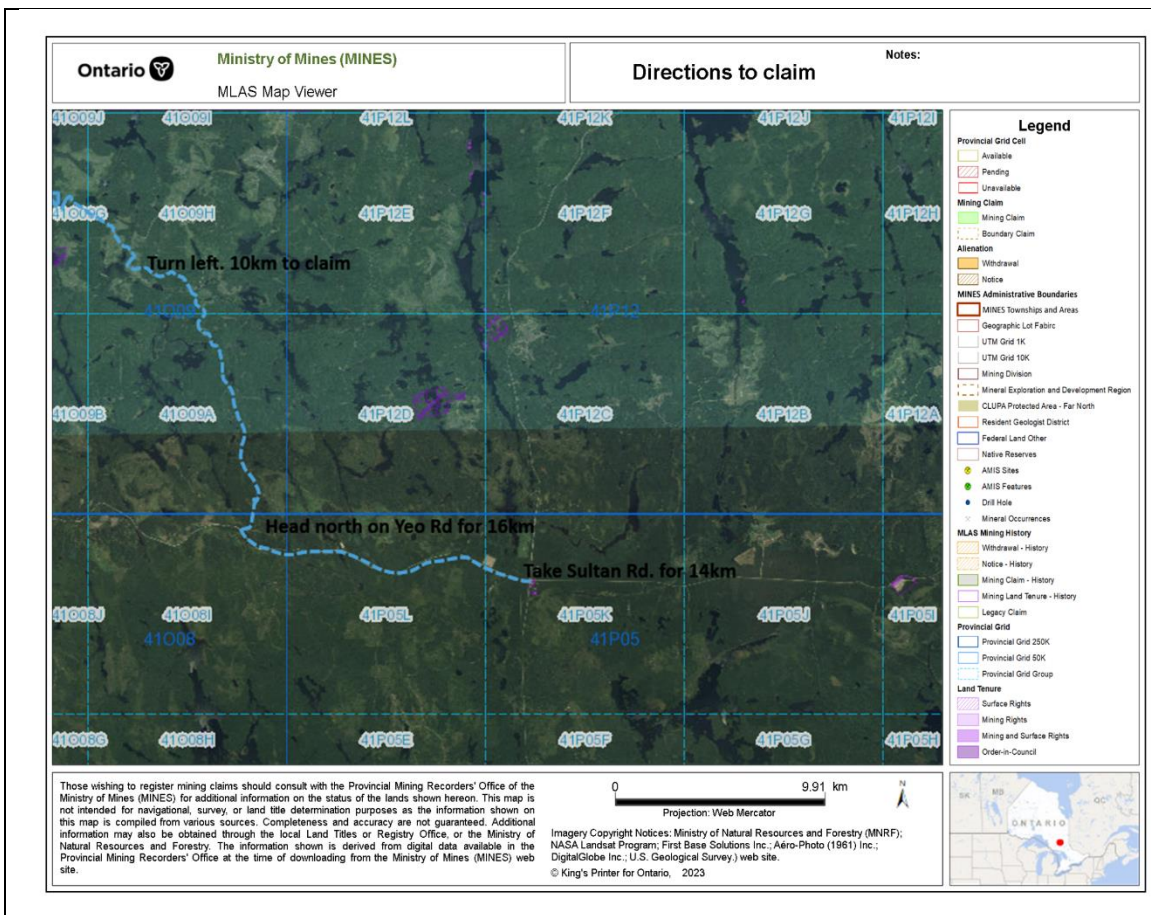 Ontario
Ministry of Mines (MINES)
MLAS Map Viewer
Directions to claim
Notes:
41O09J 41O09I 41P12L 41P12K 41P12J 41P12I
41O09G 41O09H 41P12E 41P12F 41P12G 41P12H
Turn left. 10km to claim
41O09 41P12
41O09B 41O09A 41P12D 41P12C 41P12B 41P12A
Head north on Yeo Rd for 16km
Take Sultan Rd. for 14km
41O08J 41O08I 41P05L 41P05K 41P05J 41P05I
41O08 41P05
41O08G 41O08H 41P05E 41P05F 41P05G 41P05H
Legend
Provincial Grid Cell
Available
Pending
Unavailable
Mining Claim
Mining Claim
Boundary Claim
Alienation
Withdrawal
Notice
MINES Administrative Boundaries
MINES Townships and Areas
Geographic Lot Fabirc
UTM Grid 1K
UTM Grid 10K
Mining Division
Mineral Exploration and Development Region
CLUPA Protected Area - Far North
Resident Geologist District
Federal Land Other
Native Reserves
AMIS Sites
AMIS Features
Drill Hole
Mineral Occurrences
MLAS Mining History
Withdrawal - History
Notice - History
Mining Claim - History
Mining Land Tenure - History
Legacy Claim
Provincial Grid
Provincial Grid 250K
Provincial Grid 50K
Provincial Grid Group
Land Tenure
Surface Rights
Mining Rights
Mining and Surface Rights
Order-in-Council
Those wishing to register mining claims should consult with the Provincial Mining Recorders' Office of the
Ministry of Mines (MINES) for additional information on the status of the lands shown hereon. This map is
not intended for navigational, survey, or land title determination purposes as the information shown on
this map is compiled from various sources. Completeness and accuracy are not guaranteed. Additional
information may also be obtained through the local Land Titles or Registry Office, or the Ministry of
Natural Resources and Forestry. The information shown is derived from digital data available in the
Provincial Mining Recorders' Office at the time of downloading from the Ministry of Mines (MINES) web
site.
0 9.91 km
N
Projection: Web Mercator
Imagery Copyright Notices: Ministry of Natural Resources and Forestry (MNRF);
NASA Landsat Program; First Base Solutions Inc.; Aéro-Photo (1961) Inc.;
DigitalGlobe Inc.; U.S. Geological Survey.) web site.
© King's Printer for Ontario, 2023
SK MB ONTARIO QC